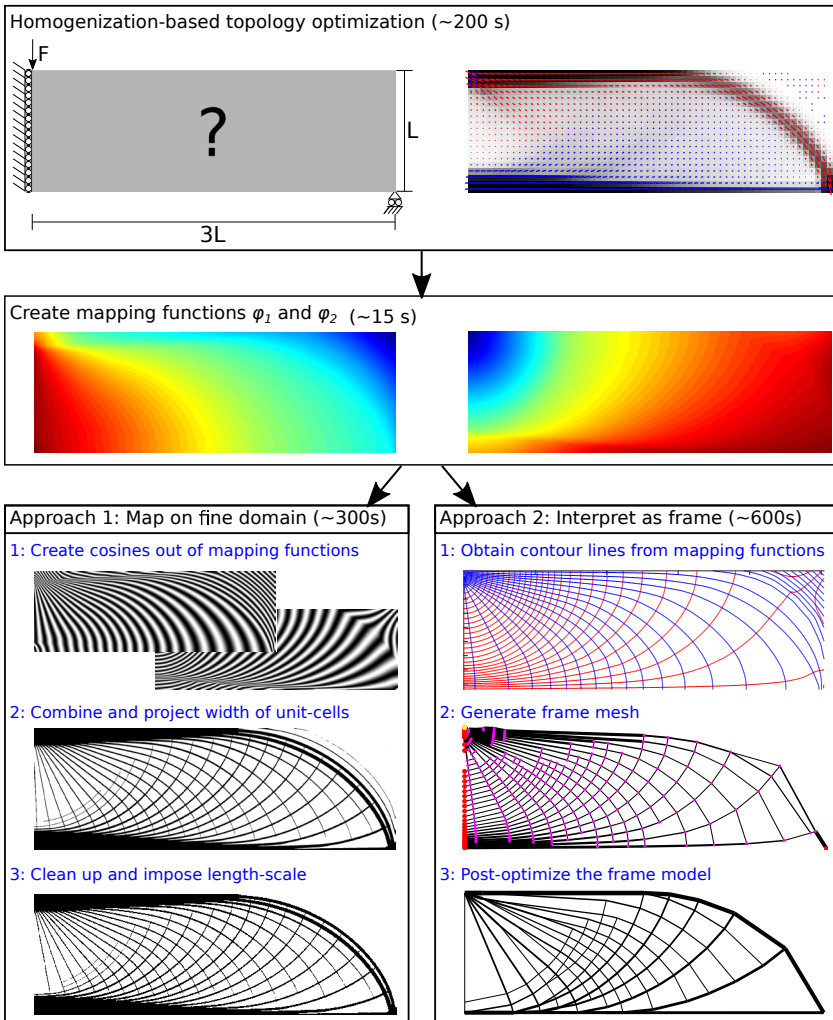 Homogenization-based topology optimization (~200 s)
F
?
L
3L
Create mapping functions φ1 and φ2 (~15 s)
Approach 1: Map on fine domain (~300s)
1: Create cosines out of mapping functions
2: Combine and project width of unit-cells
3: Clean up and impose length-scale
Approach 2: Interpret as frame (~600s)
1: Obtain contour lines from mapping functions
2: Generate frame mesh
3: Post-optimize the frame model